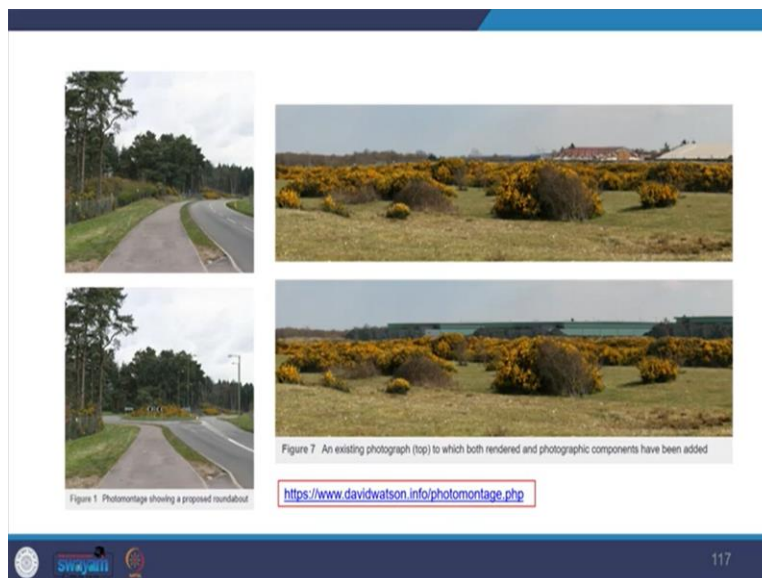 Figure 7 An existing photograph (top) to which both rendered and photographic components have been added
Figure 1 Photomontage showing a proposed roundabout
https://www.davidwatson.info/photomontage.php
swayam
117